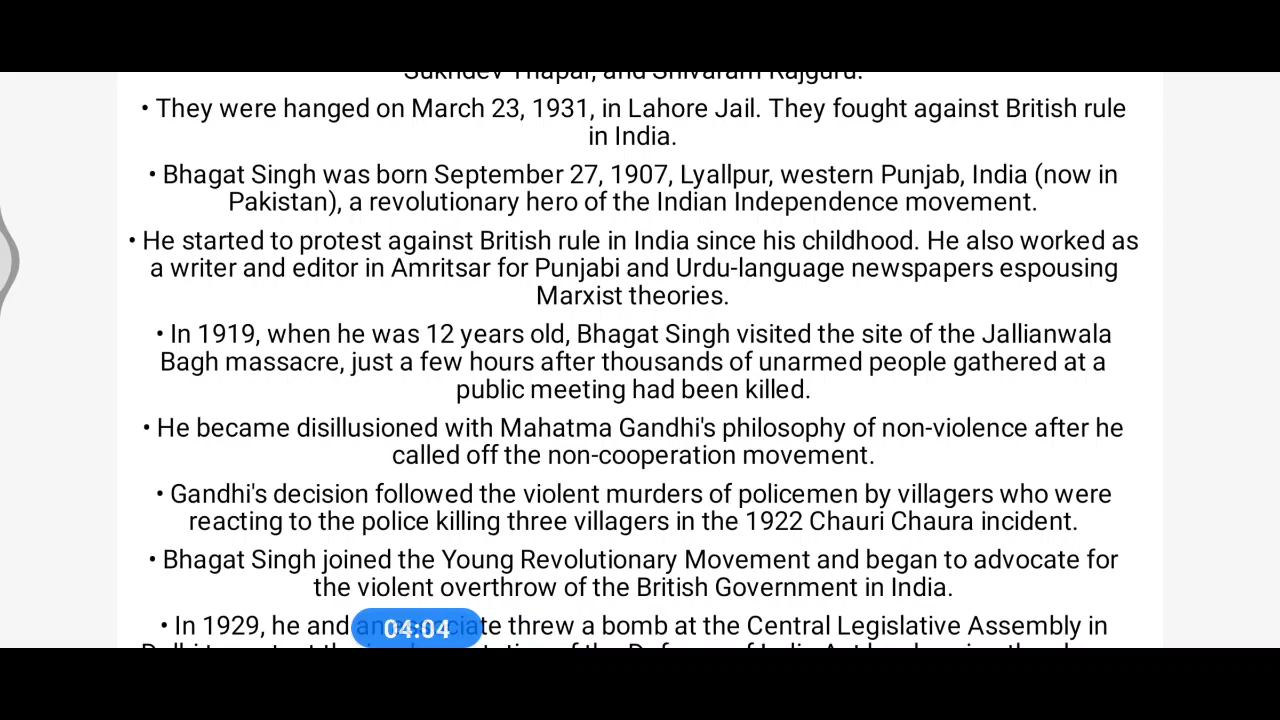 Sukhdev Thapar, and Shivaram Rajguru.
• They were hanged on March 23, 1931, in Lahore Jail. They fought against British rule
in India.
• Bhagat Singh was born September 27, 1907, Lyallpur, western Punjab, India (now in
Pakistan), a revolutionary hero of the Indian Independence movement.
• He started to protest against British rule in India since his childhood. He also worked as
a writer and editor in Amritsar for Punjabi and Urdu-language newspapers espousing
Marxist theories.
• In 1919, when he was 12 years old, Bhagat Singh visited the site of the Jallianwala
Bagh massacre, just a few hours after thousands of unarmed people gathered at a
public meeting had been killed.
• He became disillusioned with Mahatma Gandhi's philosophy of non-violence after he
called off the non-cooperation movement.
• Gandhi's decision followed the violent murders of policemen by villagers who were
reacting to the police killing three villagers in the 1922 Chauri Chaura incident.
• Bhagat Singh joined the Young Revolutionary Movement and began to advocate for
the violent overthrow of the British Government in India.
• In 1929, he and an associate threw a bomb at the Central Legislative Assembly in
04:04